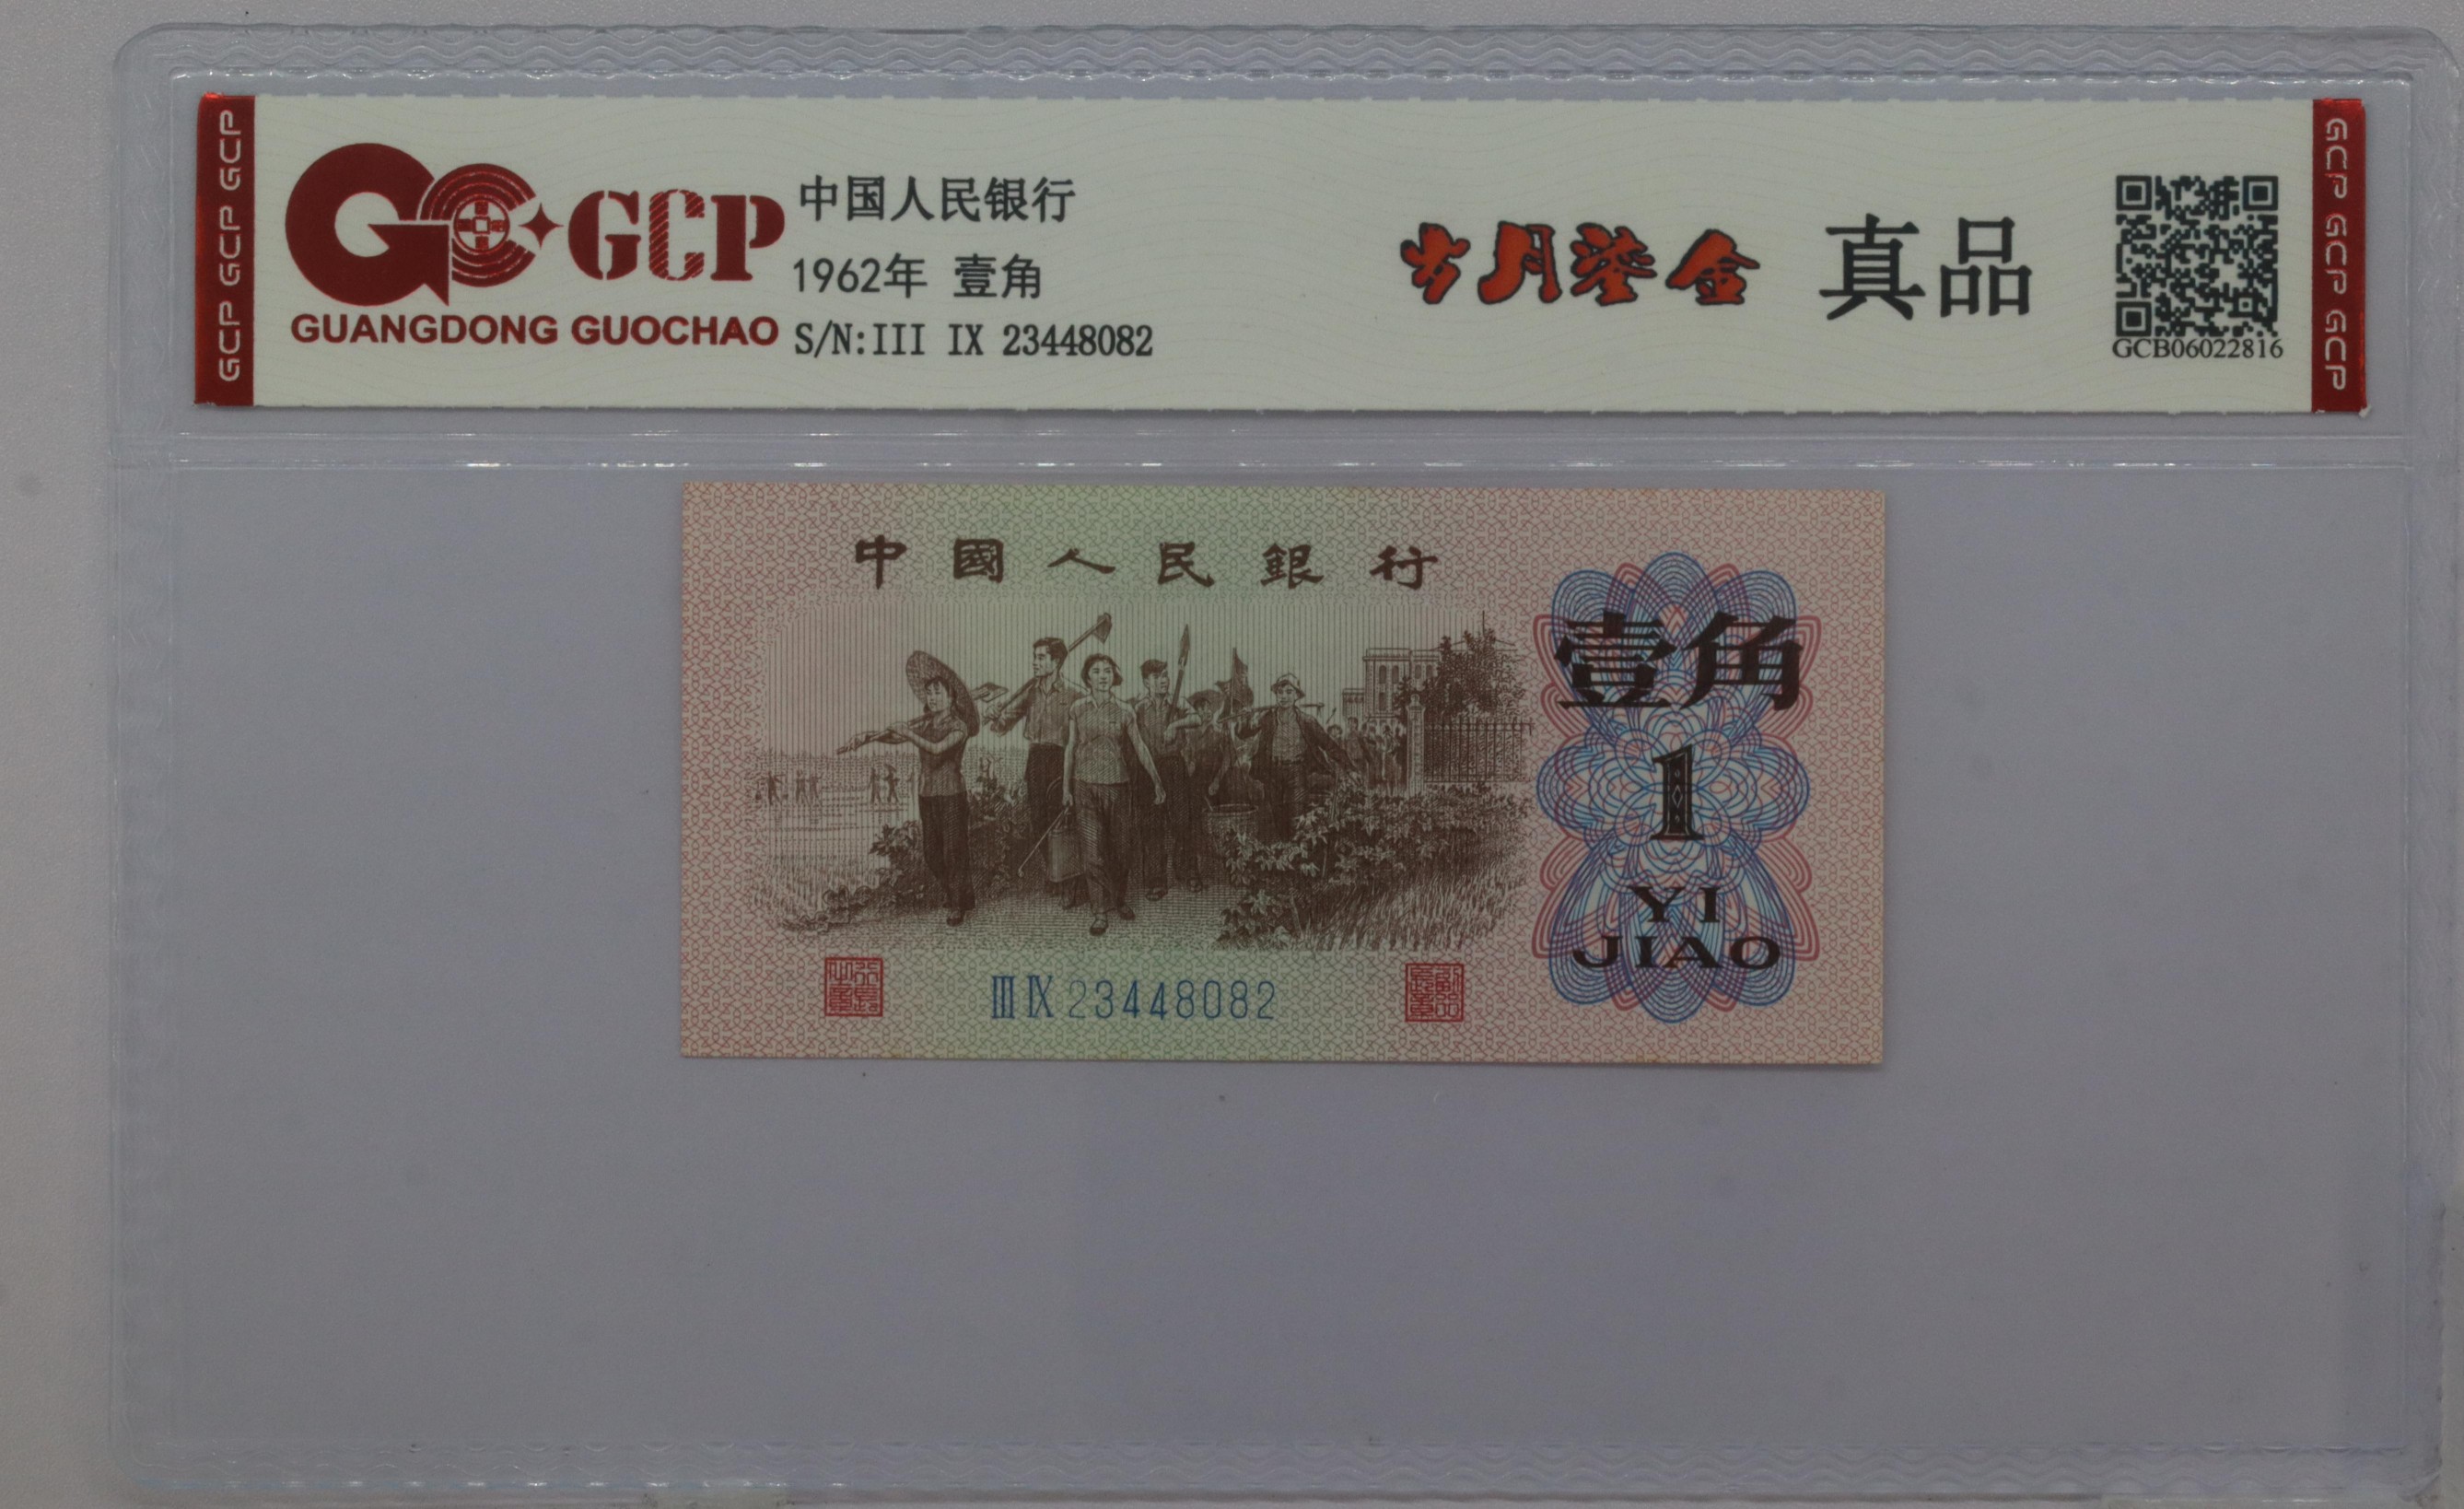 GCP GCP GCP
GCP
GUANGDONG GUOCHAO
中国人民银行
1962年 壹角
S/N:III IX 23448082
岁月鎏金
真品
GCB06022816
GCP GCP GCP
中國人民銀行
壹角
1
YI
JIAO
III IX 23448082